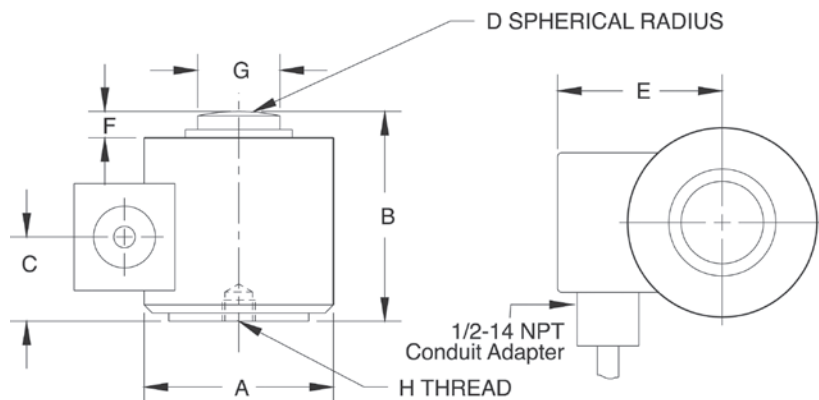 D SPHERICAL RADIUS
G
E
F
B
C
1/2-14 NPT
Conduit Adapter
A
H THREAD